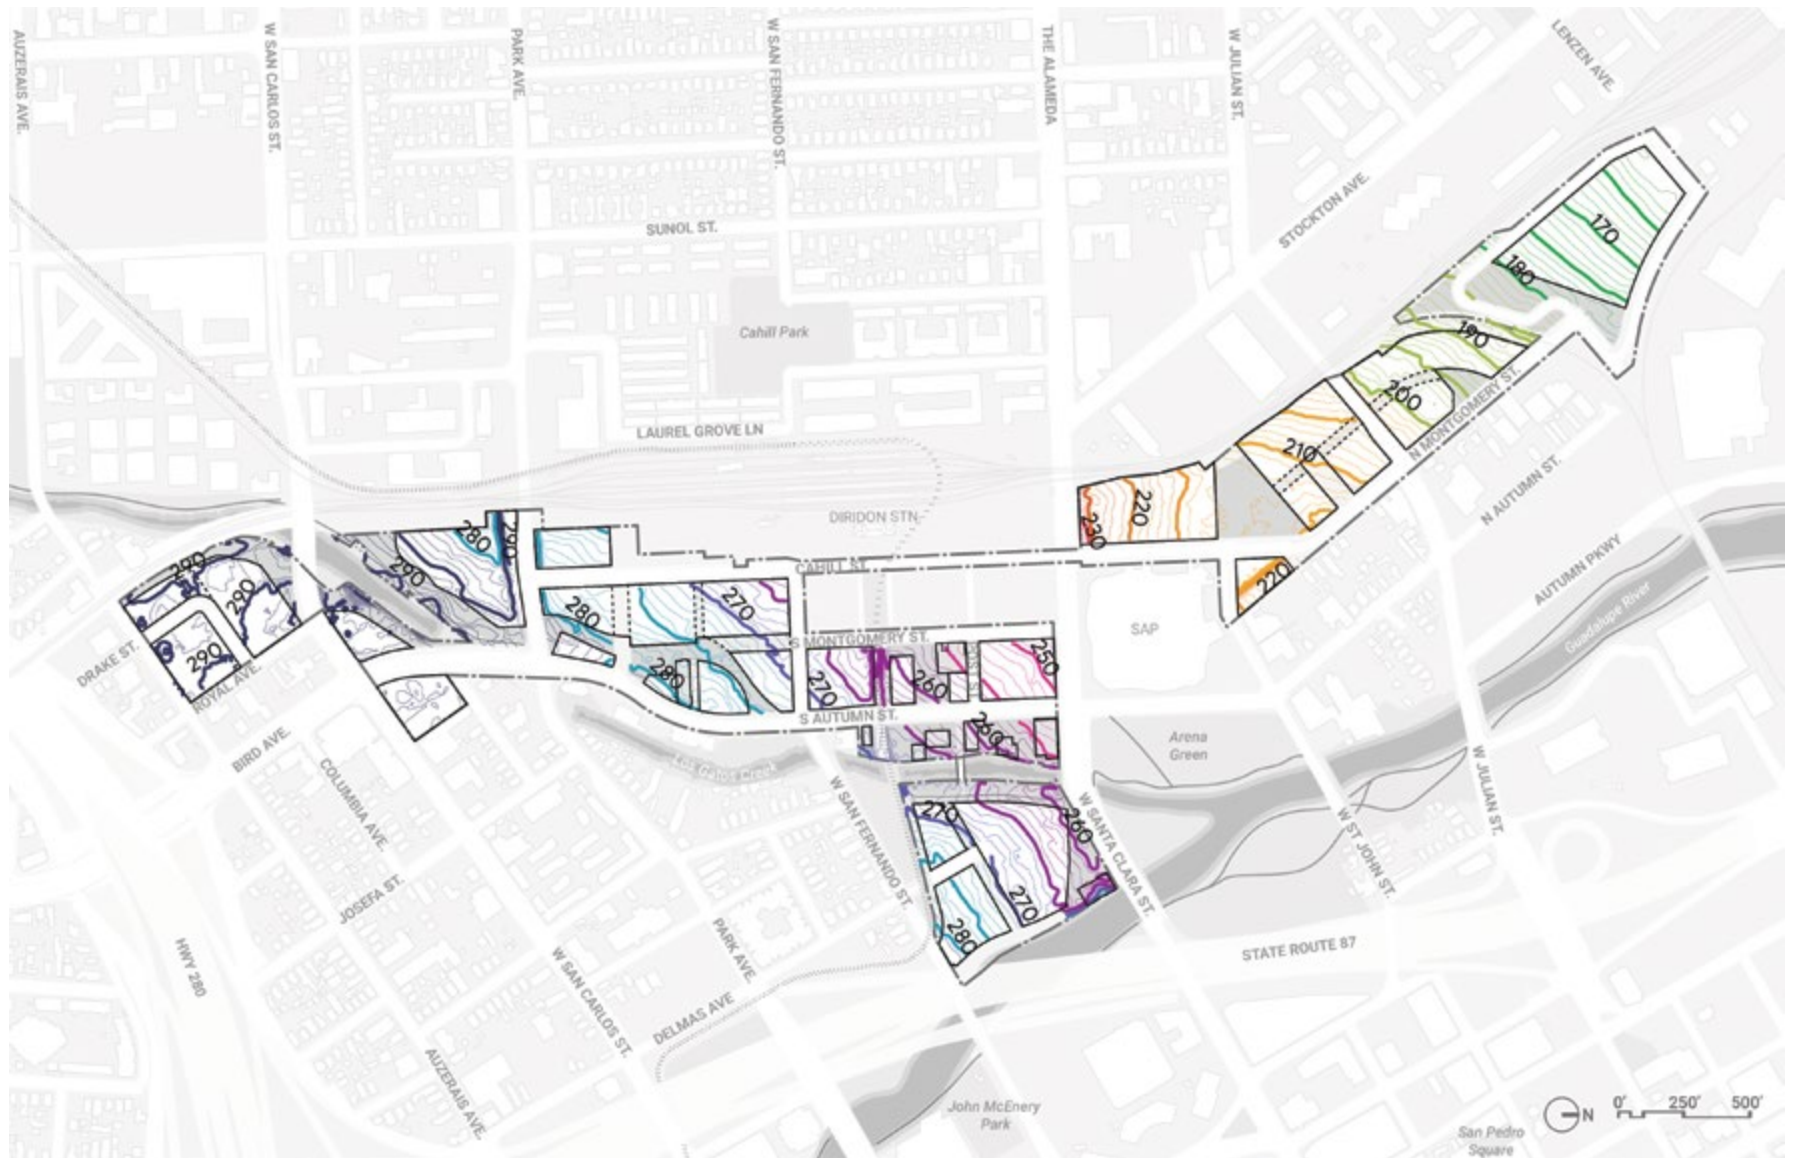 AUZERAIS AVE.
W SAN CARLOS ST.
PARK AVE.
W SAN FERNANDO ST.
THE ALAMEDA
W JULIAN ST.
LENZEN AVE.
STOCKTON AVE.
SUNOL ST.
170
180
Cahill Park
190
200
LAUREL GROVE LN
N MONTGOMERY ST.
210
N AUTUMN ST.
220
230
DIRIDON STN.
280
290
290
290
290
CAHILL ST.
220
AUTUMN PKWY
Guadalupe River
280
270
SAP
S MONTGOMERY ST.
250
DRAKE ST.
290
ROYAL AVE.
280
270
260
S AUTUMN ST.
260
BIRD AVE.
Arena
Green
Los Gatos Creek
COLUMBIA AVE.
W SAN FERNANDO ST.
270
260
W SANTA CLARA ST.
W ST JOHN ST.
W JULIAN ST.
JOSEFA ST.
270
280
HWY 280
W SAN CARLOS ST.
PARK AVE.
STATE ROUTE 87
DELMAS AVE
AUZERAIS AVE.
John McEnery
Park
N
0' 250' 500'
San Pedro
Square